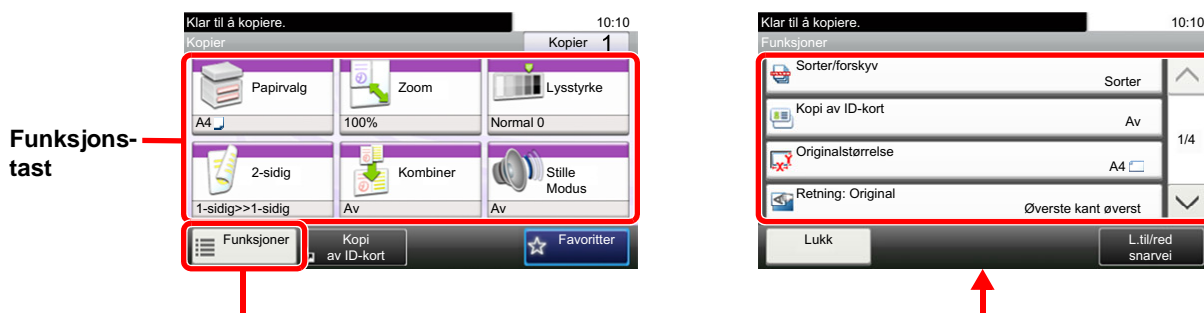 Klar til å kopiere.
10:10
Kopier
Kopier 1
Funksjons-
tast
Papirvalg
A4
Zoom
100%
Lysstyrke
Normal 0
2-sidig
1-sidig>>1-sidig
Kombiner
Av
Stille
Modus
Av
Funksjoner
Kopi
av ID-kort
Favoritter
Klar til å kopiere.
10:10
Funksjoner
Sorter/forskyv
Sorter
Kopi av ID-kort
Av
Originalstørrelse
A4
Retning: Original
Øverste kant øverst
1/4
Lukk
L.til/red
snarvei